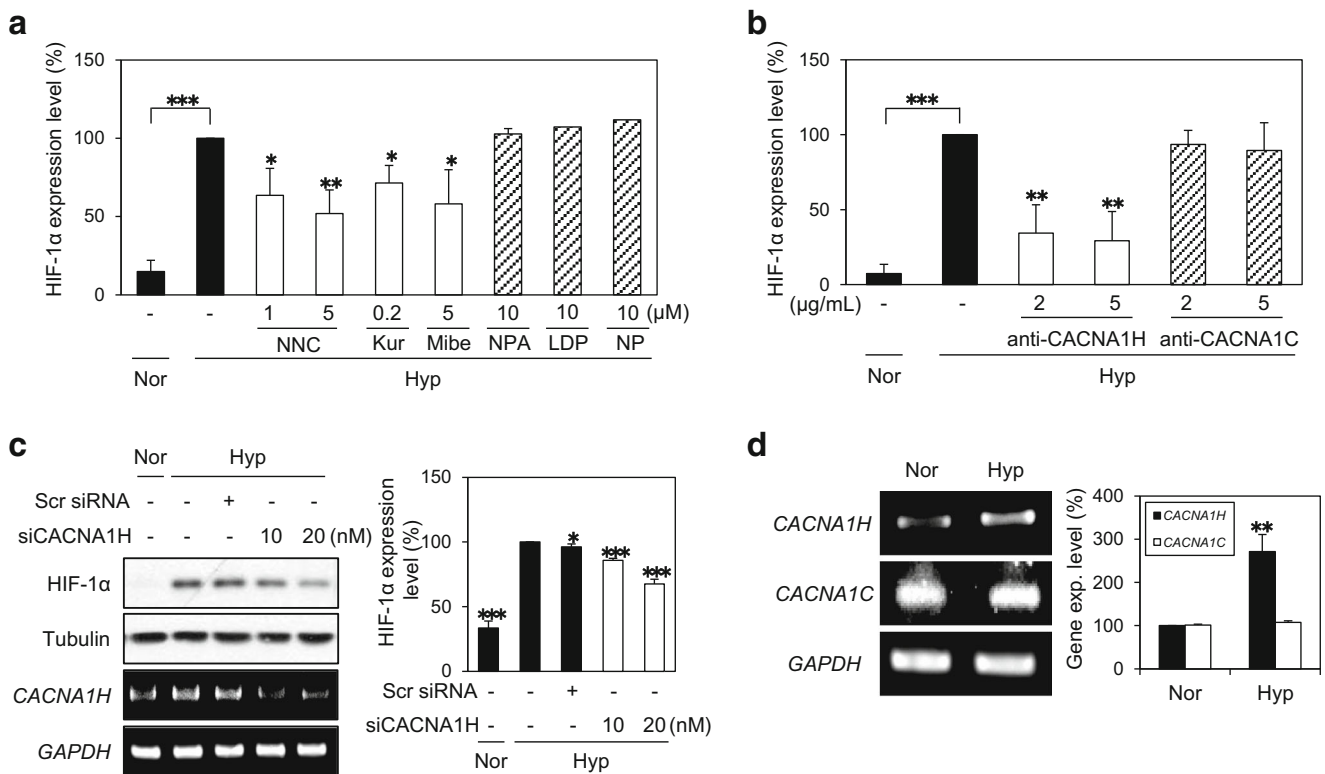 a
HIF-1α expression level (%)
150
100
50
0
***
*
**
*
*
- - 1 5 0.2 5 10 10 10 (μM)
NNC Kur Mibe NPA LDP NP
Nor Hyp
b
HIF-1α expression level (%)
150
100
50
0
***
**
**
(μg/mL) - - 2 5 2 5
anti-CACNA1H anti-CACNA1C
Nor Hyp
c
Nor Hyp
Scr siRNA - - + - -
siCACNA1H - - - 10 20 (nM)
HIF-1α
Tubulin
CACNA1H
GAPDH
HIF-1α expression
level (%)
150
100
50
0
***
*
***
***
Scr siRNA - - + - -
siCACNA1H - - - 10 20 (nM)
Nor Hyp
d
Nor Hyp
CACNA1H
CACNA1C
GAPDH
Gene exp. level (%)
400
300
200
100
0
CACNA1H
CACNA1C
**
Nor Hyp